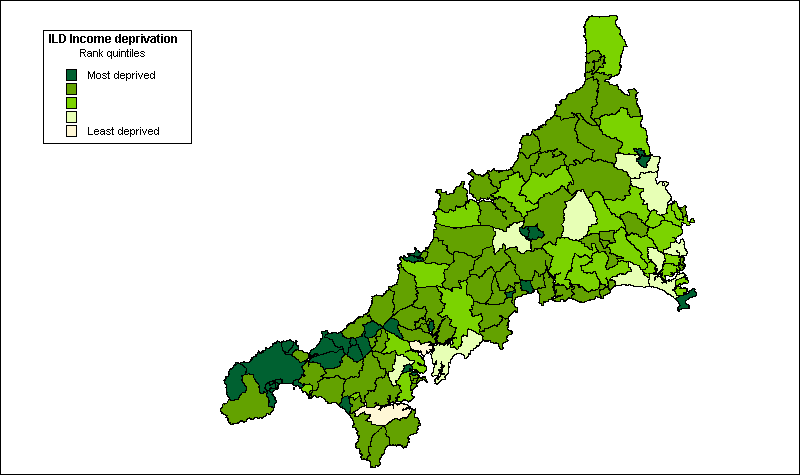 ILD Income deprivation
Rank quintiles
Most deprived
Least deprived